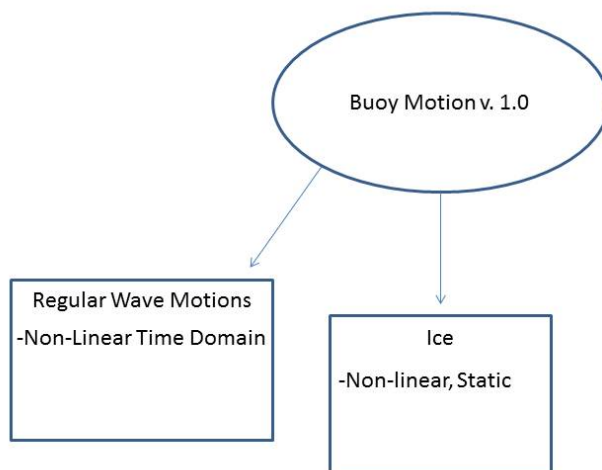 Buoy Motion v. 1.0
Regular Wave Motions
-Non-Linear Time Domain
Ice
-Non-linear, Static